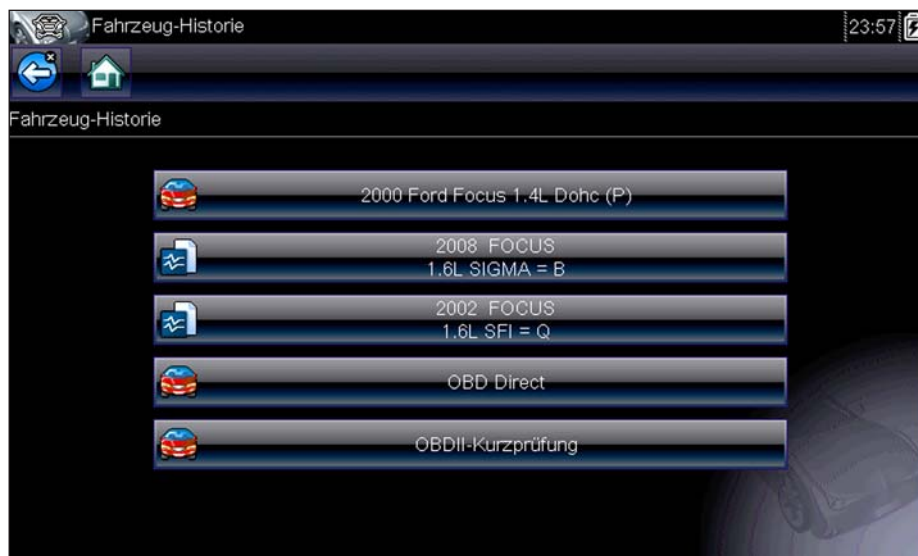 Fahrzeug-Historie
23:57
Fahrzeug-Historie
2000 Ford Focus 1.4L Dohc (P)
2008 FOCUS
1.6L SIGMA = B
2002 FOCUS
1.6L SFI = Q
OBD Direct
OBDII-Kurzprüfung